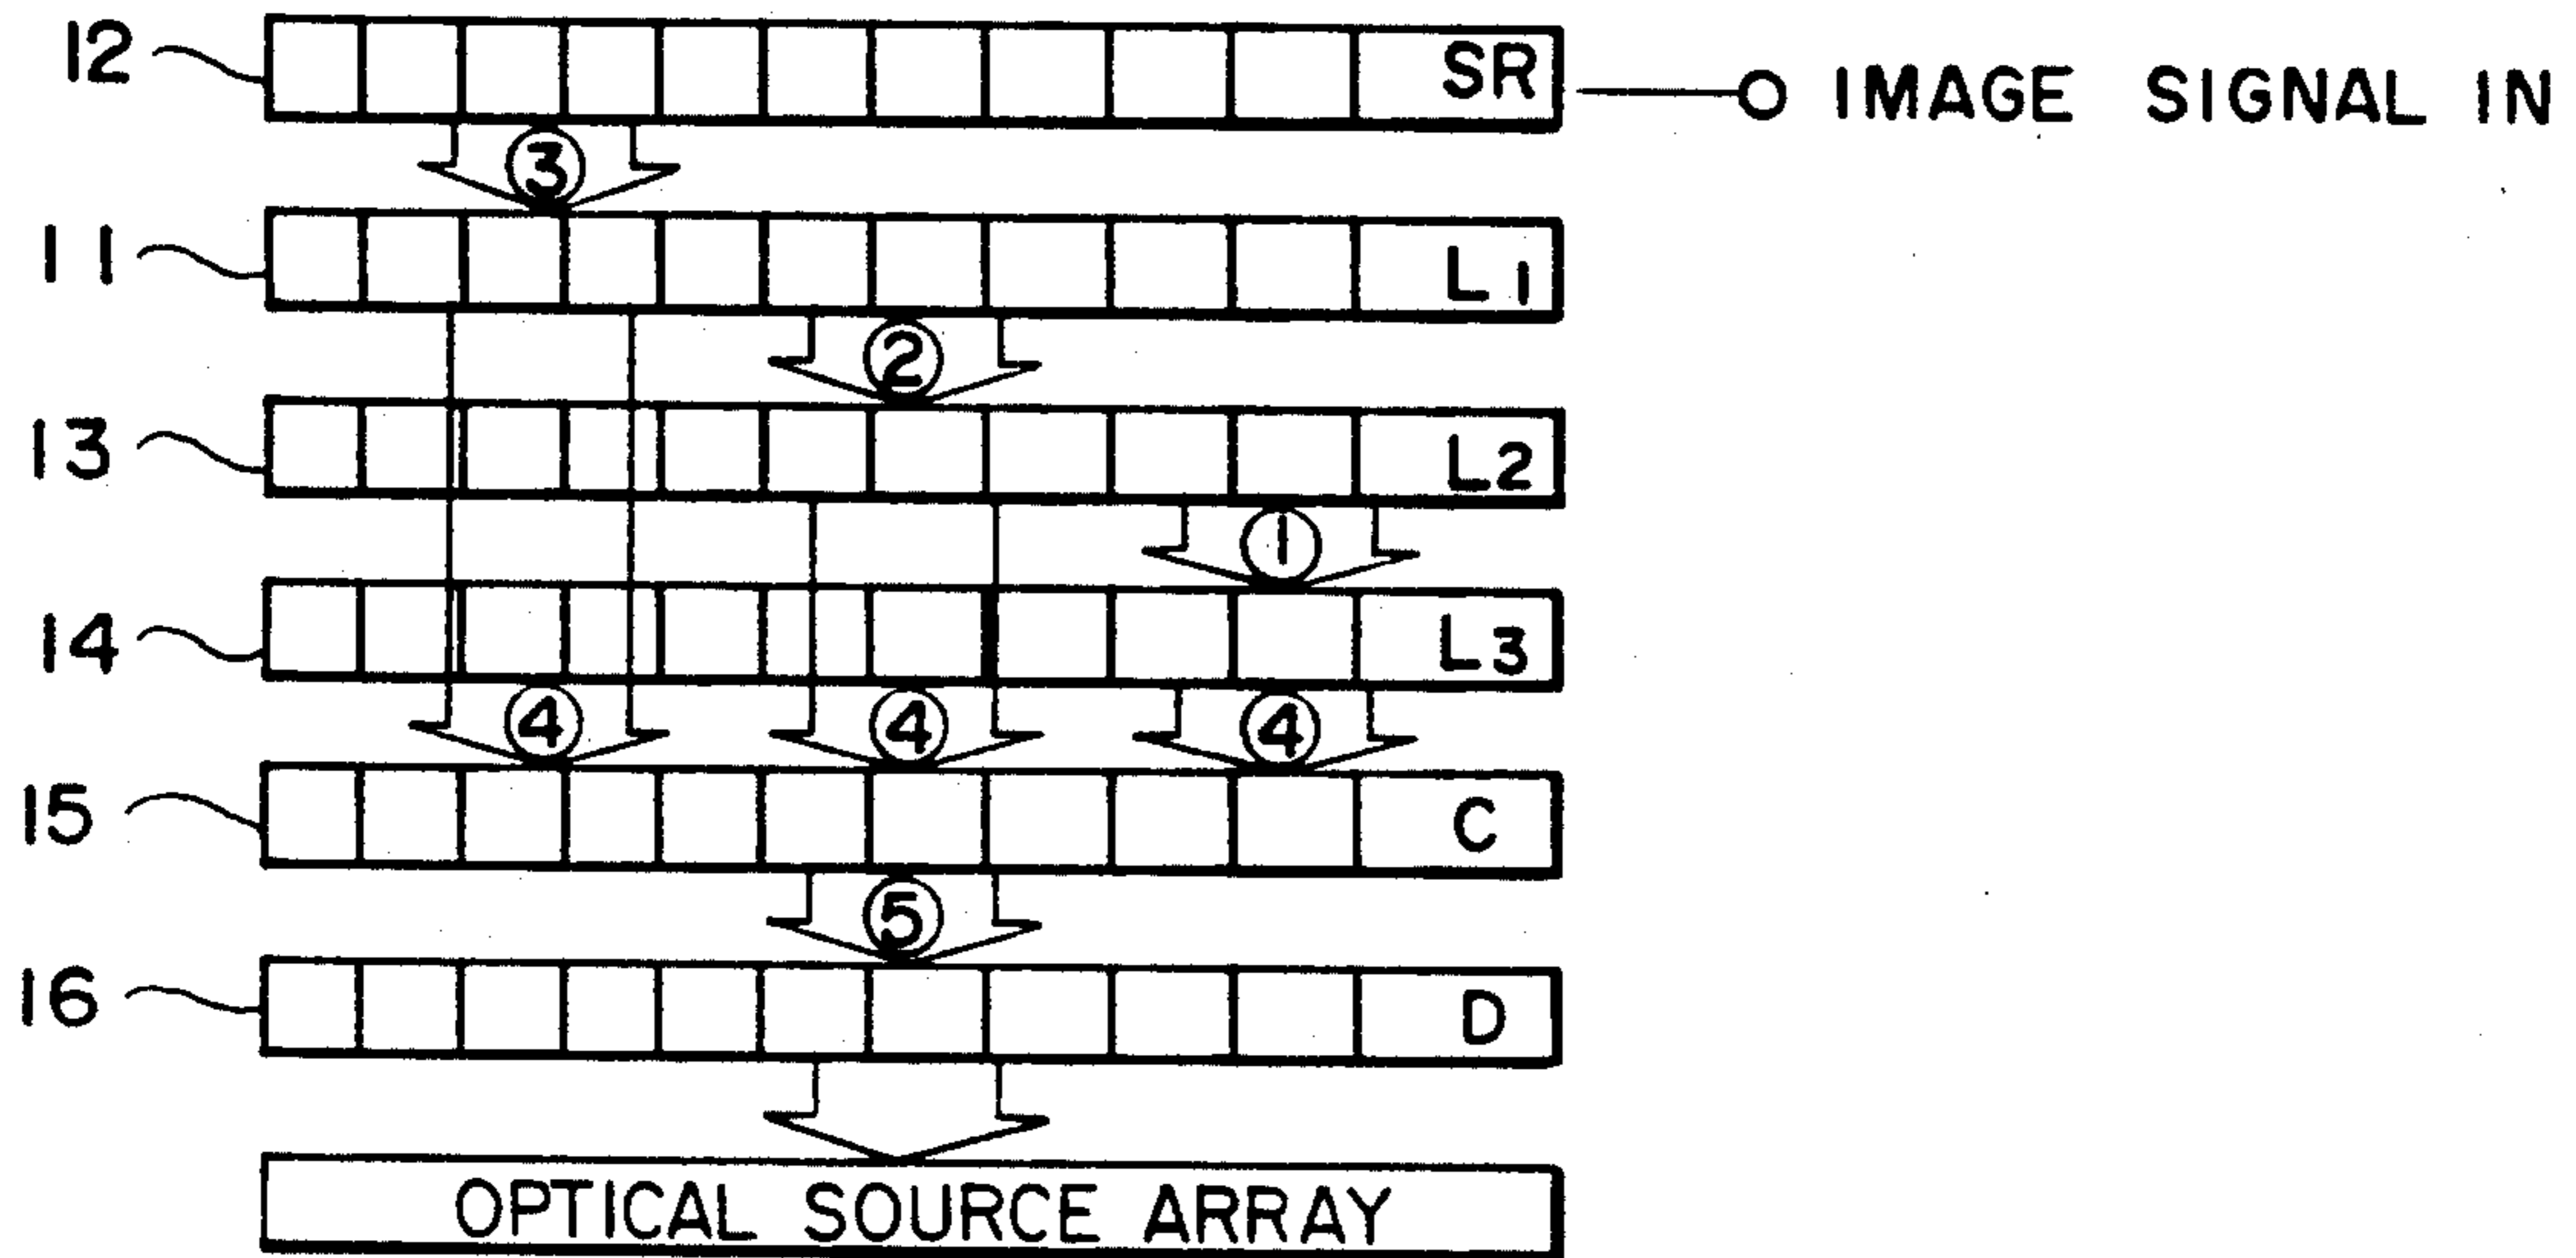 12 SR IMAGE SIGNAL IN
③
11 L1
②
13 L2
①
14 L3
④ ④ ④
15 C
⑤
16 D
OPTICAL SOURCE ARRAY